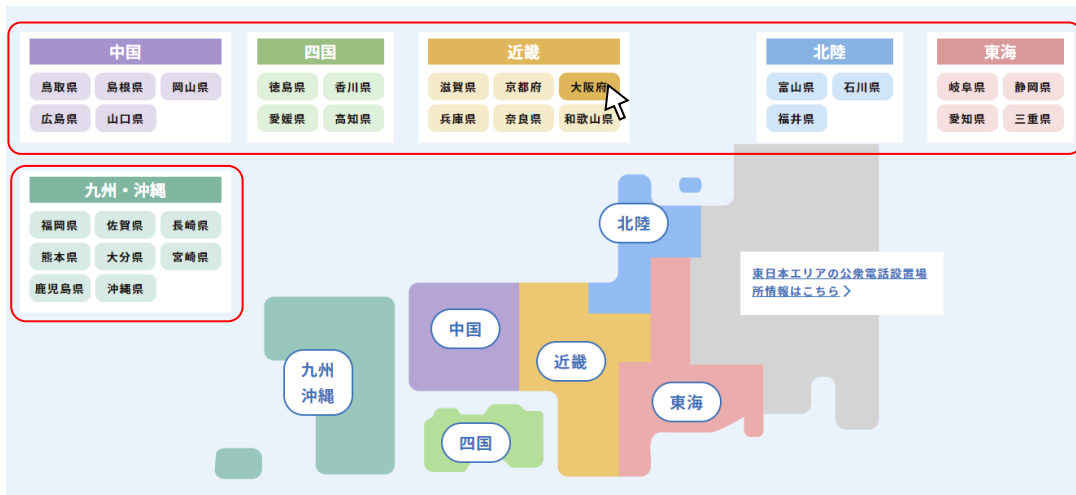 中国
鳥取県 島根県 岡山県
広島県 山口県
四国
徳島県 香川県
愛媛県 高知県
近畿
滋賀県 京都府 大阪府
兵庫県 奈良県 和歌山県
北陸
富山県 石川県
福井県
東海
岐阜県 静岡県
愛知県 三重県
九州・沖縄
福岡県 佐賀県 長崎県
熊本県 大分県 宮崎県
鹿児島県 沖縄県
北陸
東日本エリアの公衆電話設置場
所情報はこちら
中国
近畿
九州
沖縄
東海
四国